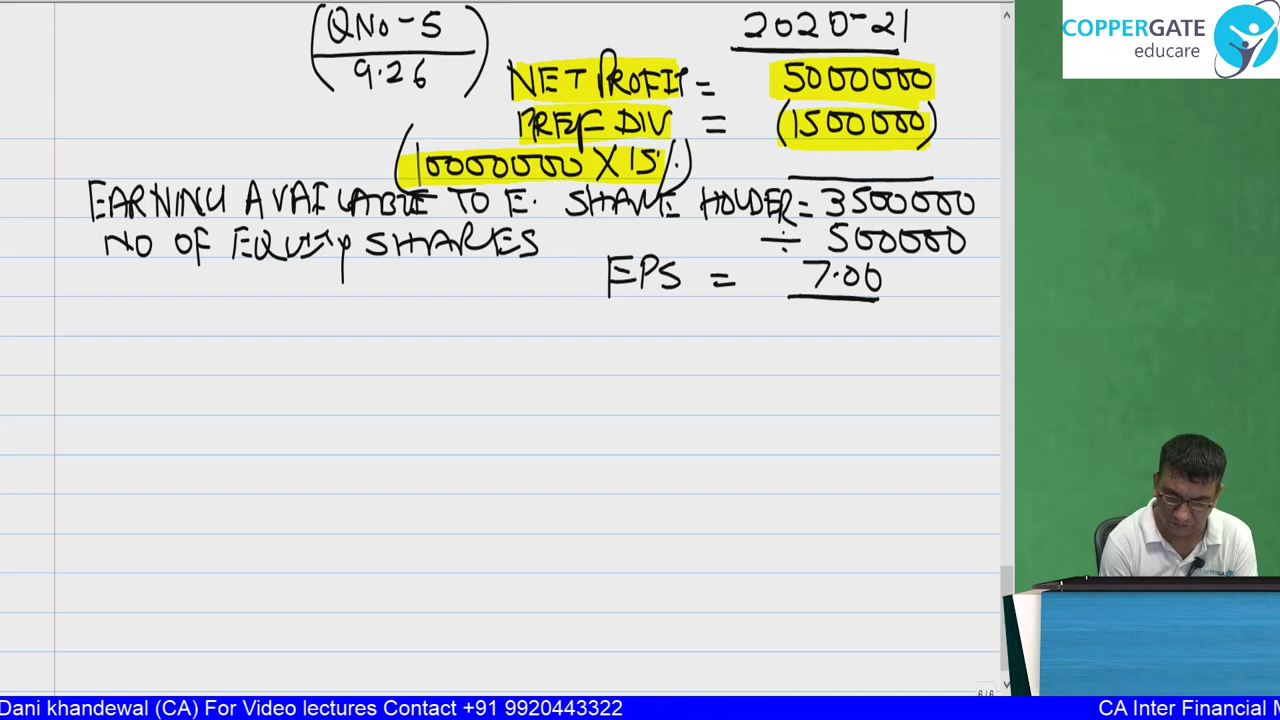 QNo-5
9.26
2020-21
NET PROFIT = 5000000
PREF DIV = (1500000)
(10000000 X 15%)
EARNING AVAILABLE TO E. SHARE HOLDER = 3500000
NO OF EQUITY SHARES ÷ 500000
EPS = 7.00
COPPERGATE
educare
6/6
Dani khandewal (CA) For Video lectures Contact +91 9920443322
CA Inter Financial M